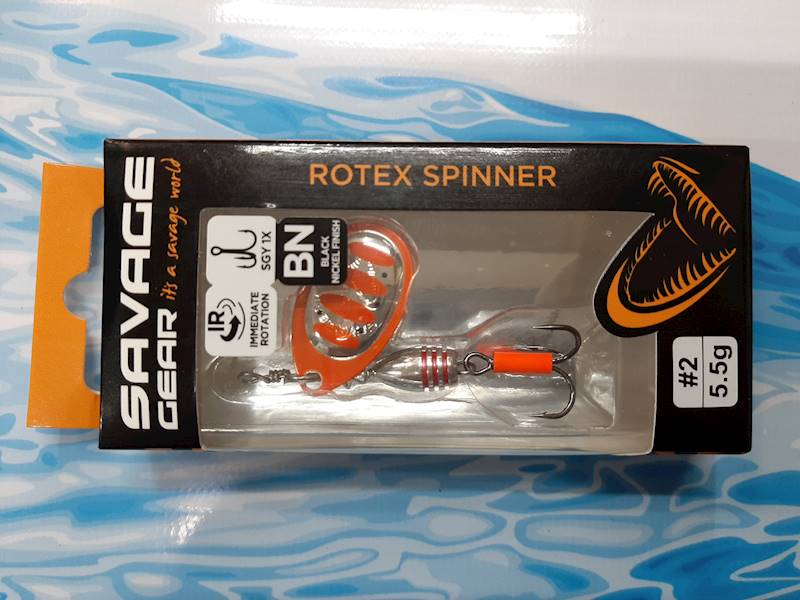 SAVAGE
GEAR it's a savage world
ROTEX SPINNER
SGY 1X
IR
IMMEDIATE
ROTATION
BN
BLACK
NICKEL FINISH
#2
5.5g